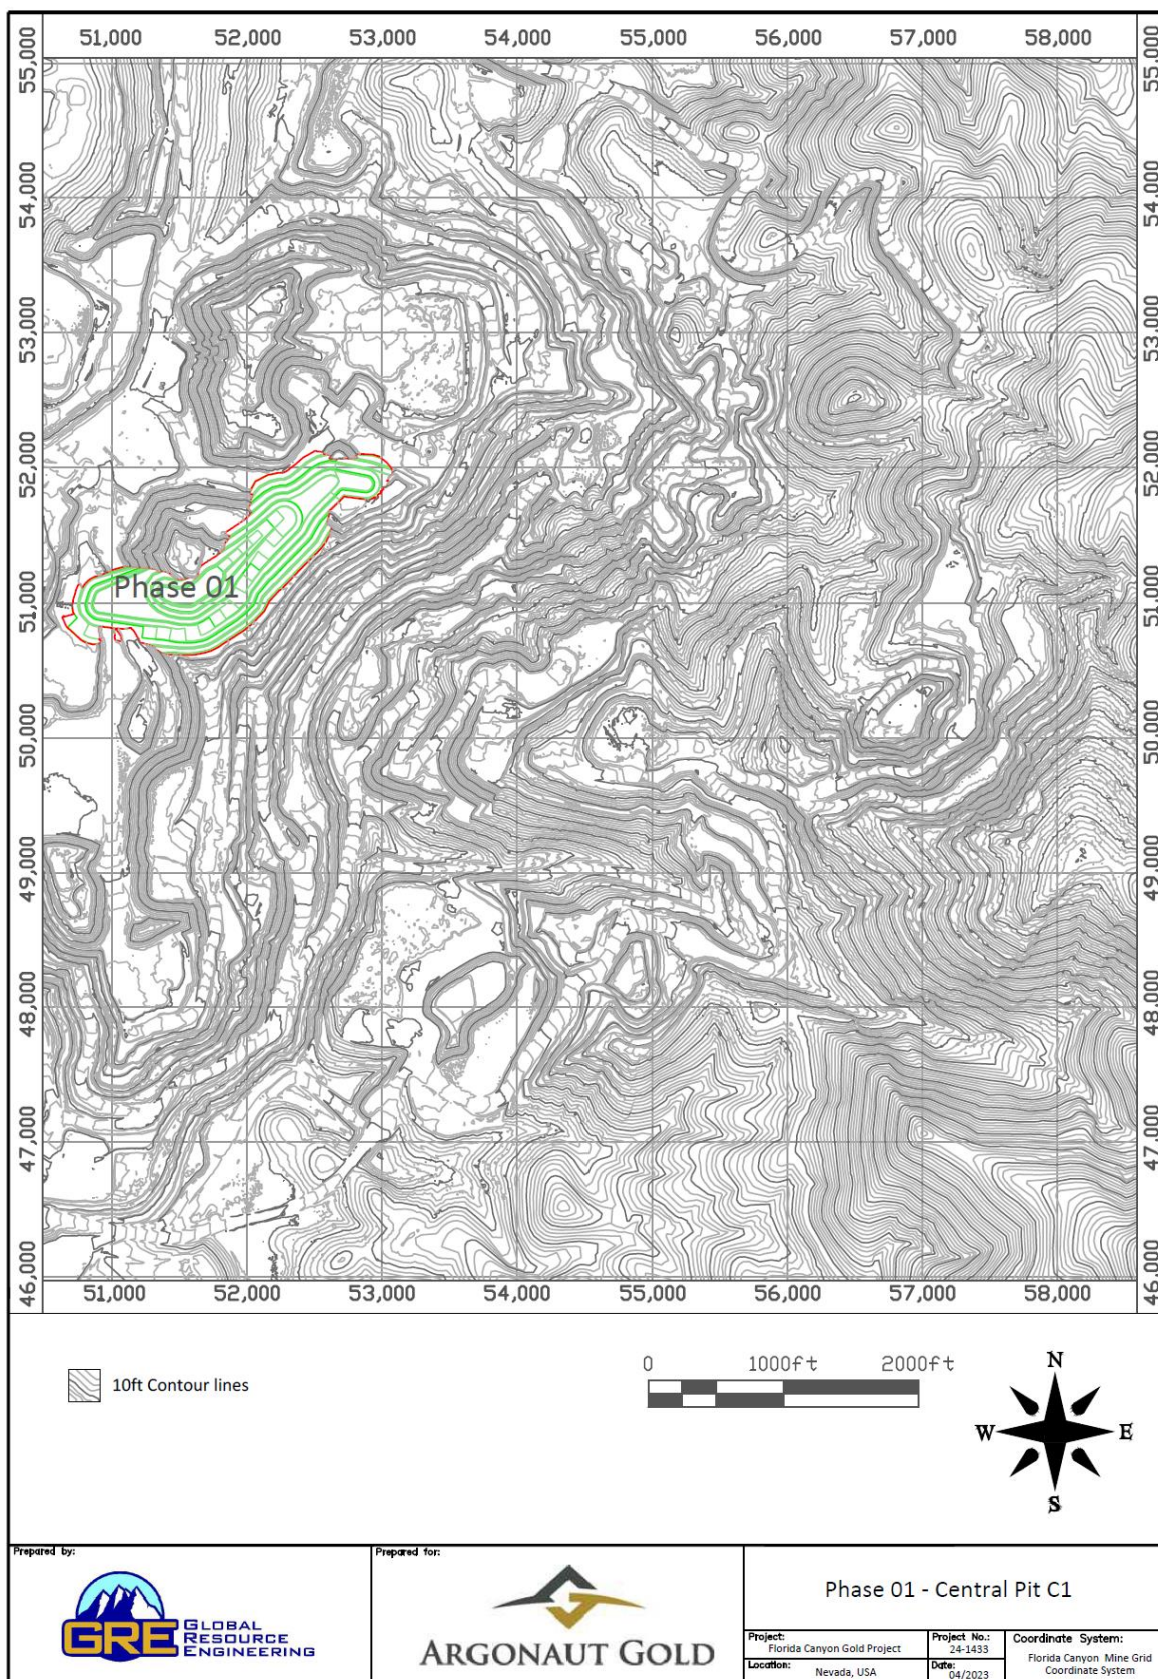 51,000 52,000 53,000 54,000 55,000 56,000 57,000 58,000
55,000 55,000
54,000 54,000
53,000 53,000
52,000 52,000
Phase 01
51,000 51,000
50,000 50,000
49,000 49,000
48,000 48,000
47,000 47,000
46,000 46,000
51,000 52,000 53,000 54,000 55,000 56,000 57,000 58,000
10ft Contour lines
0 1000ft 2000ft
N
W E
S
Prepared by:
GRE GLOBAL
RESOURCE
ENGINEERING
Prepared for:
ARGONAUT GOLD
Phase 01 - Central Pit C1
Project:
Florida Canyon Gold Project
Project No.:
24-1433
Coordinate System:
Florida Canyon Mine Grid
Coordinate System
Location:
Nevada, USA
Date:
04/2023